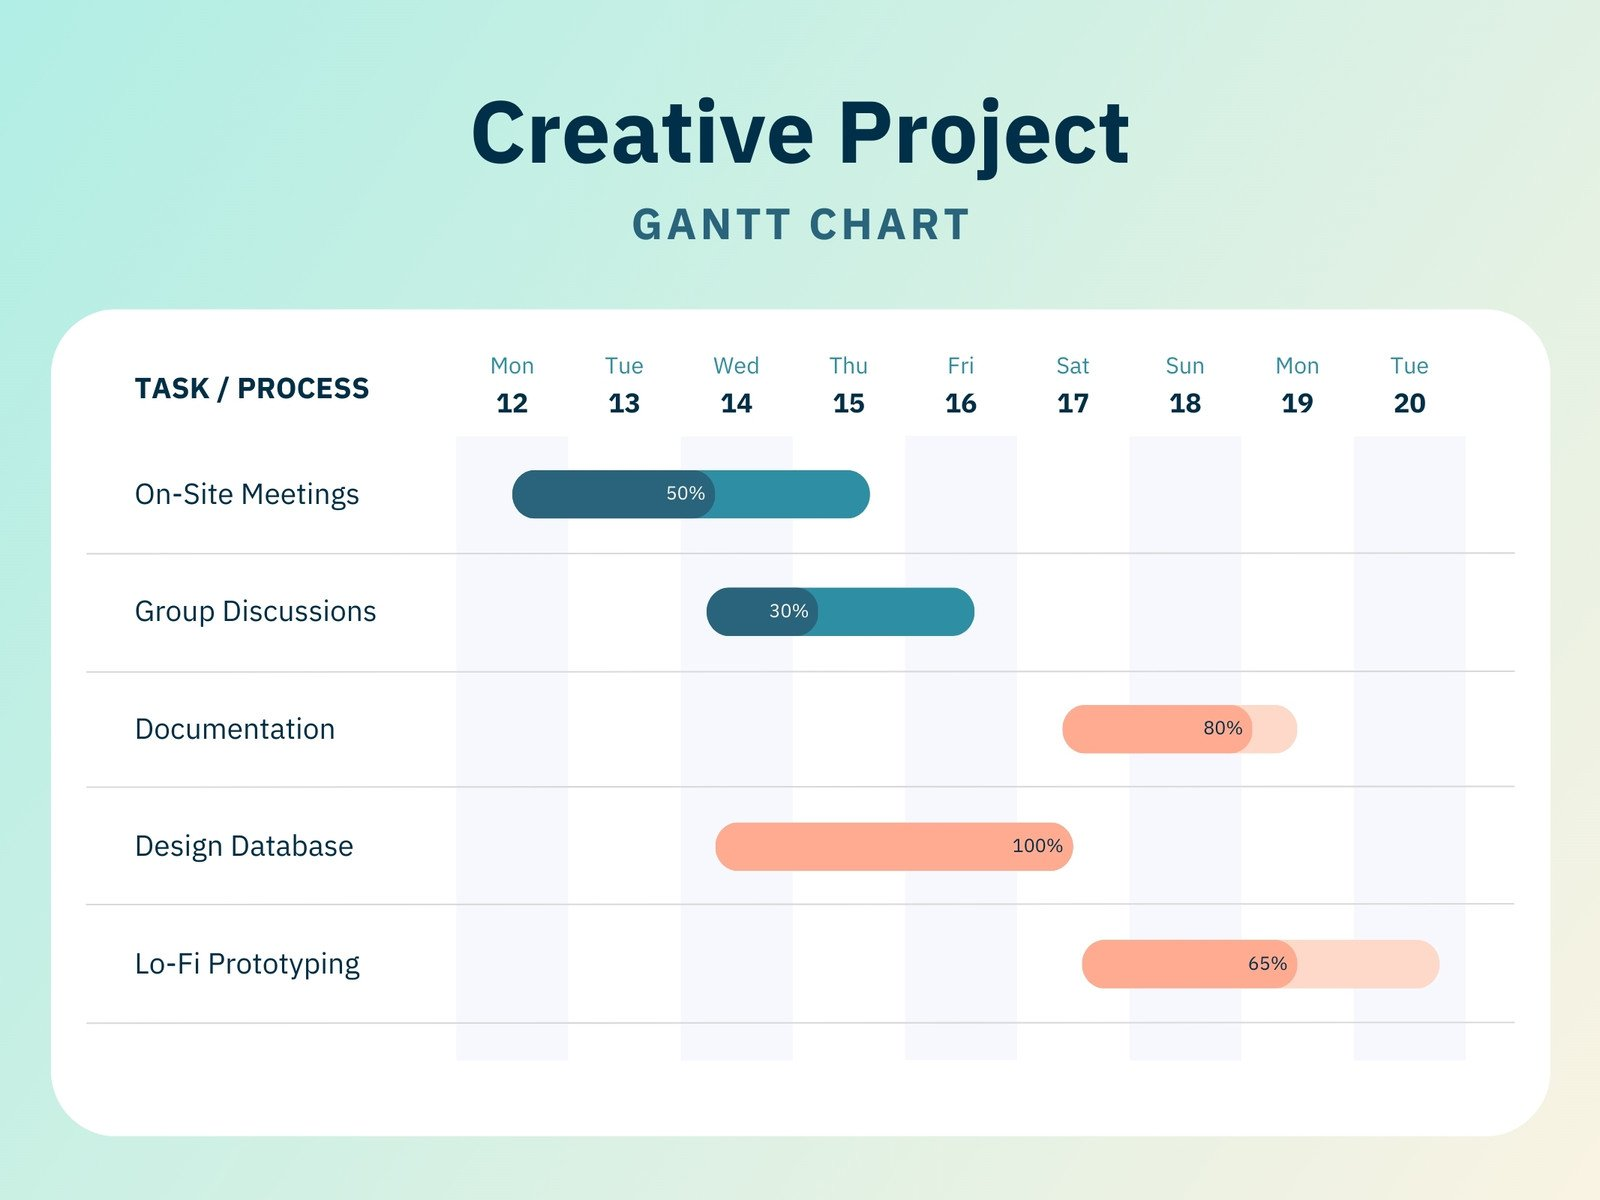 Creative Project
GANTT CHART
TASK / PROCESS
Mon Tue Wed Thu Fri Sat Sun Mon Tue
12 13 14 15 16 17 18 19 20
On-Site Meetings 50%
Group Discussions 30%
Documentation 80%
Design Database 100%
Lo-Fi Prototyping 65%